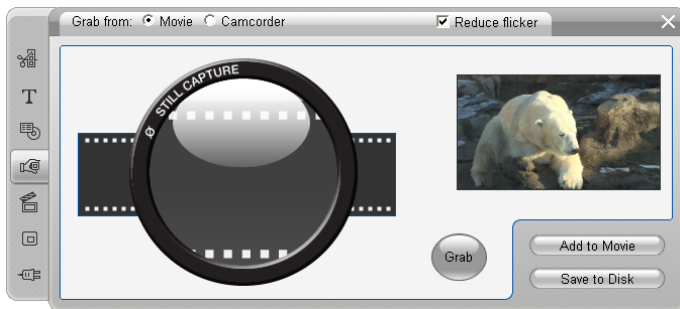 Grab from: Movie Camcorder Reduce flicker
Ø STILL CAPTURE
T
Grab
Add to Movie
Save to Disk